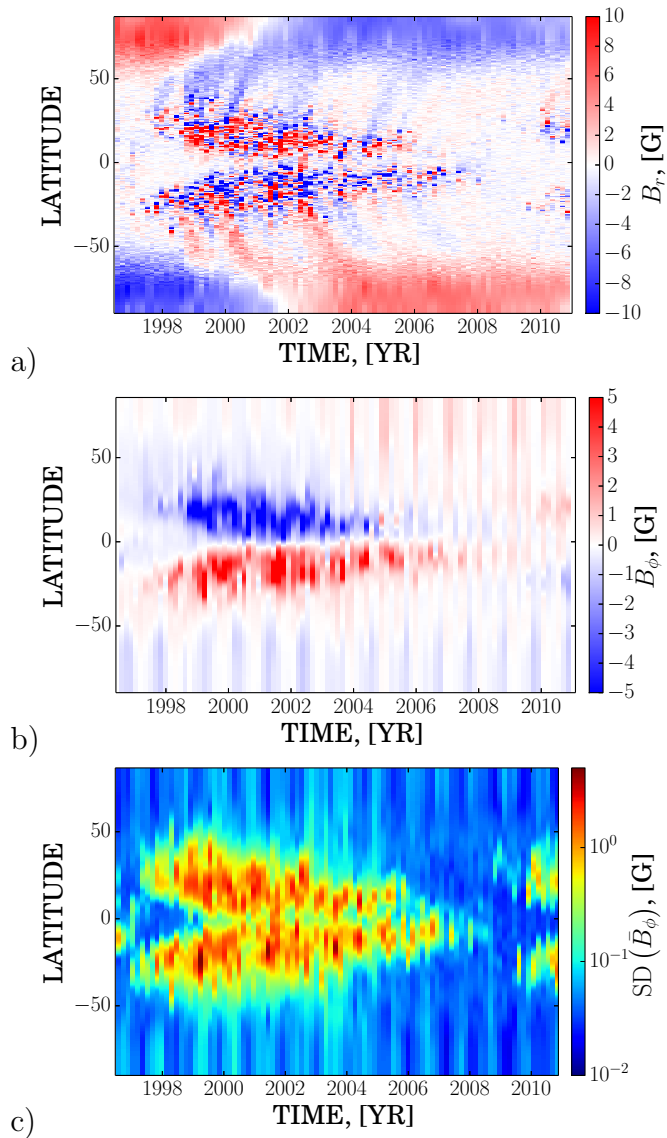 10
8
6
4
2
0
−2
−4
−6
−8
−10
B_r, [G]
50
0
−50
LATITUDE
1998 2000 2002 2004 2006 2008 2010
TIME, [YR]
a)
5
4
3
2
1
0
−1
−2
−3
−4
−5
B_ϕ, [G]
50
0
−50
LATITUDE
1998 2000 2002 2004 2006 2008 2010
TIME, [YR]
b)
10^0
10^−1
10^−2
SD (B̄_ϕ), [G]
50
0
−50
LATITUDE
1998 2000 2002 2004 2006 2008 2010
TIME, [YR]
c)